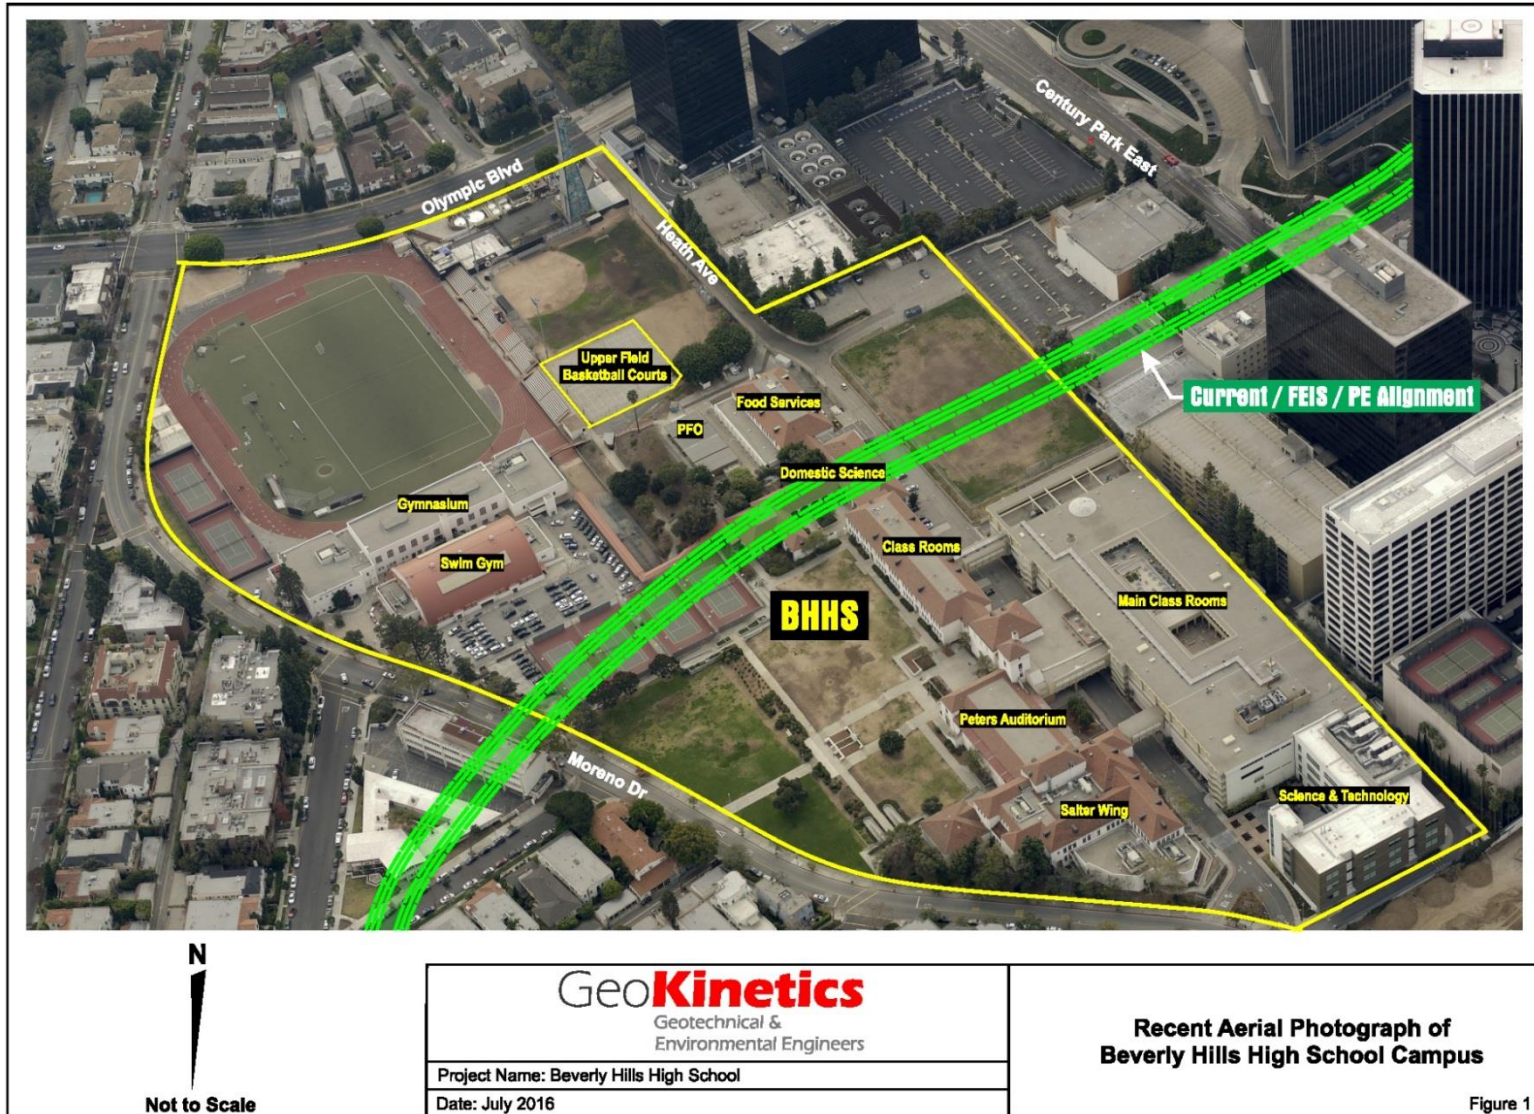 Olympic Blvd
Heath Ave
Century Park East
Upper Field
Basketball Courts
Food Services
PFO
Current / FEIS / PE Alignment
Domestic Science
Gymnasium
Swim Gym
Class Rooms
BHHS
Main Class Rooms
Peters Auditorium
Moreno Dr
Salter Wing
Science & Technology
N
Not to Scale
GeoKinetics
Geotechnical &
Environmental Engineers
Project Name: Beverly Hills High School
Date: July 2016
Recent Aerial Photograph of
Beverly Hills High School Campus
Figure 1